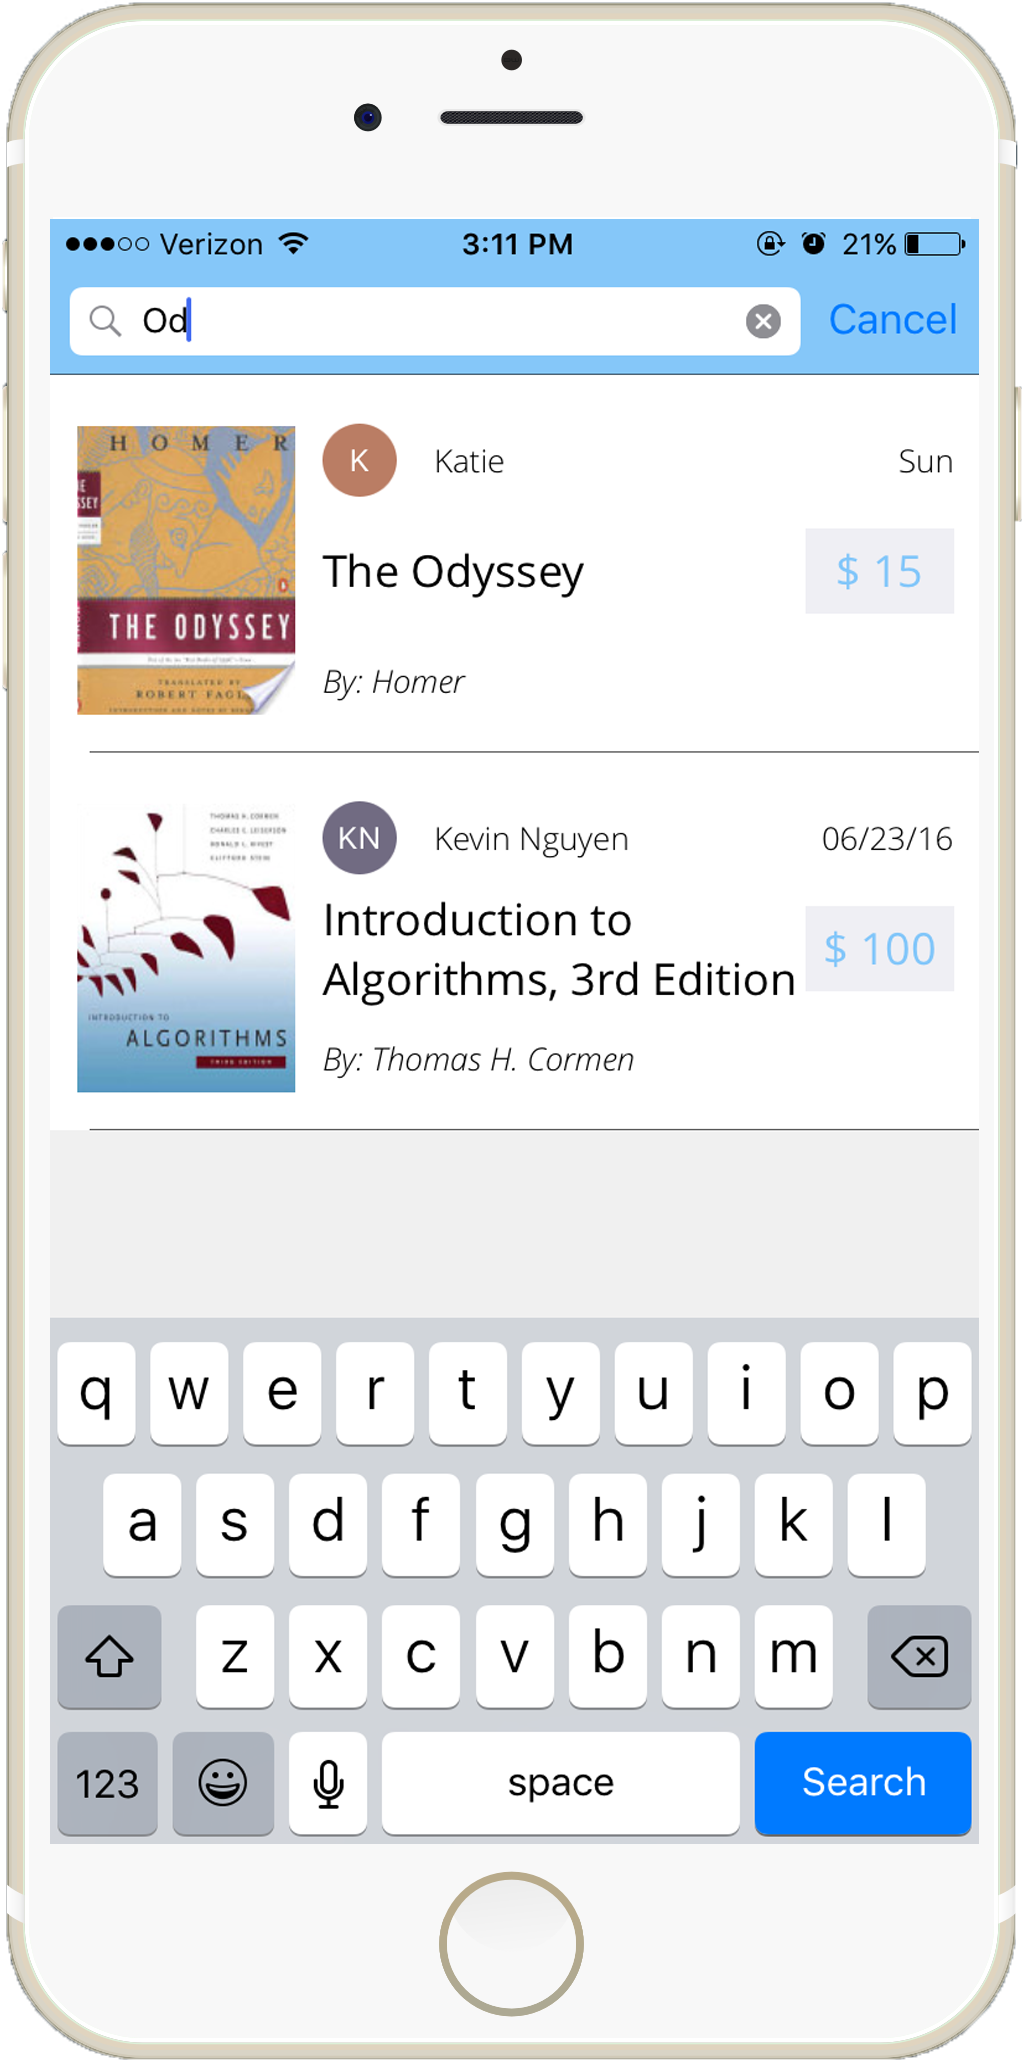 Verizon 3:11 PM 21%
Od Cancel
HOMER
THE ODYSSEY
TRANSLATED BY
ROBERT FAGL
K Katie Sun
The Odyssey $ 15
By: Homer
THOMAS H. CORMEN
CHARLES E. LEISERSON
RONALD L. RIVEST
CLIFFORD STEIN
INTRODUCTION TO
ALGORITHMS
THIRD EDITION
KN Kevin Nguyen 06/23/16
Introduction to
Algorithms, 3rd Edition $ 100
By: Thomas H. Cormen
q w e r t y u i o p
a s d f g h j k l
z x c v b n m
123 space Search